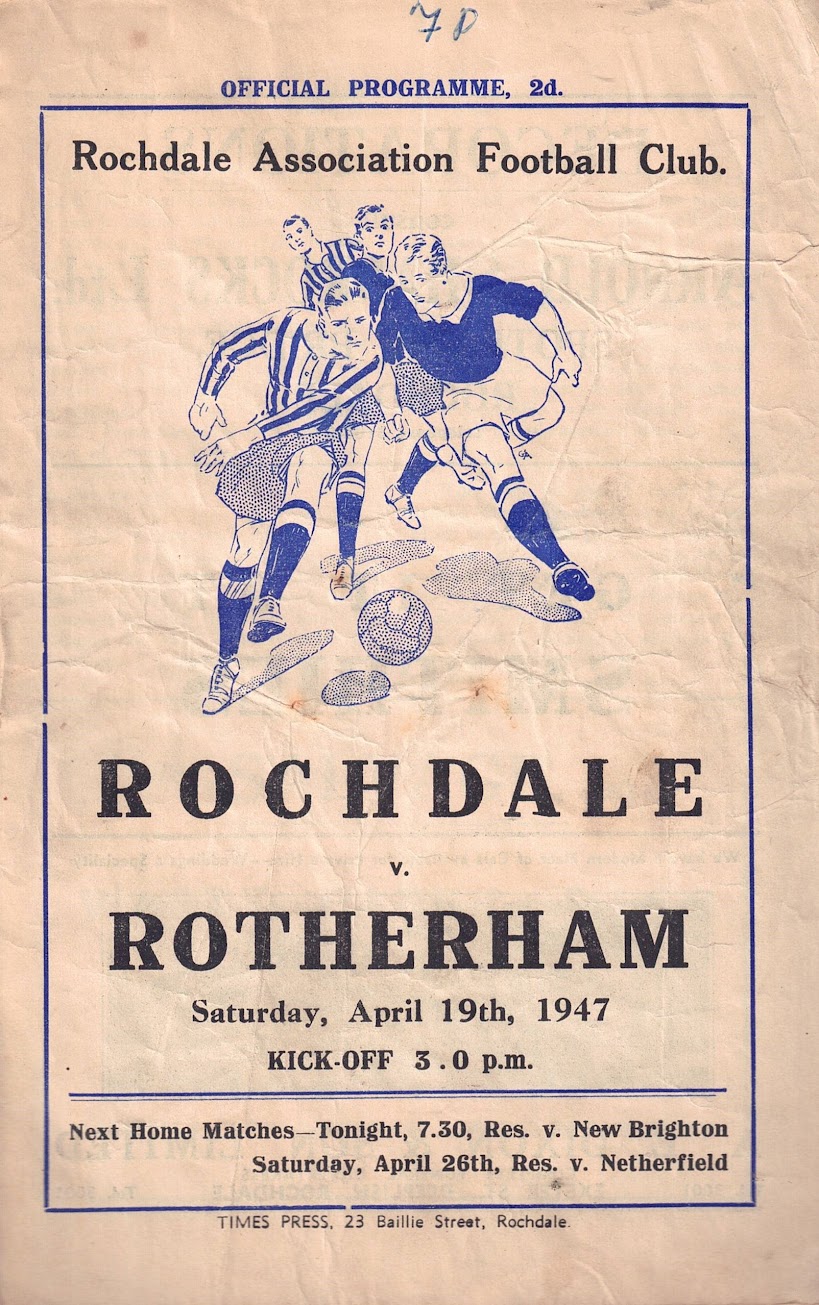 7D
OFFICIAL PROGRAMME, 2d.
Rochdale Association Football Club.
ROCHDALE
v.
ROTHERHAM
Saturday, April 19th, 1947
KICK-OFF 3.0 p.m.
Next Home Matches—Tonight, 7.30, Res. v. New Brighton
Saturday, April 26th, Res. v. Netherfield
TIMES PRESS, 23 Baillie Street, Rochdale.